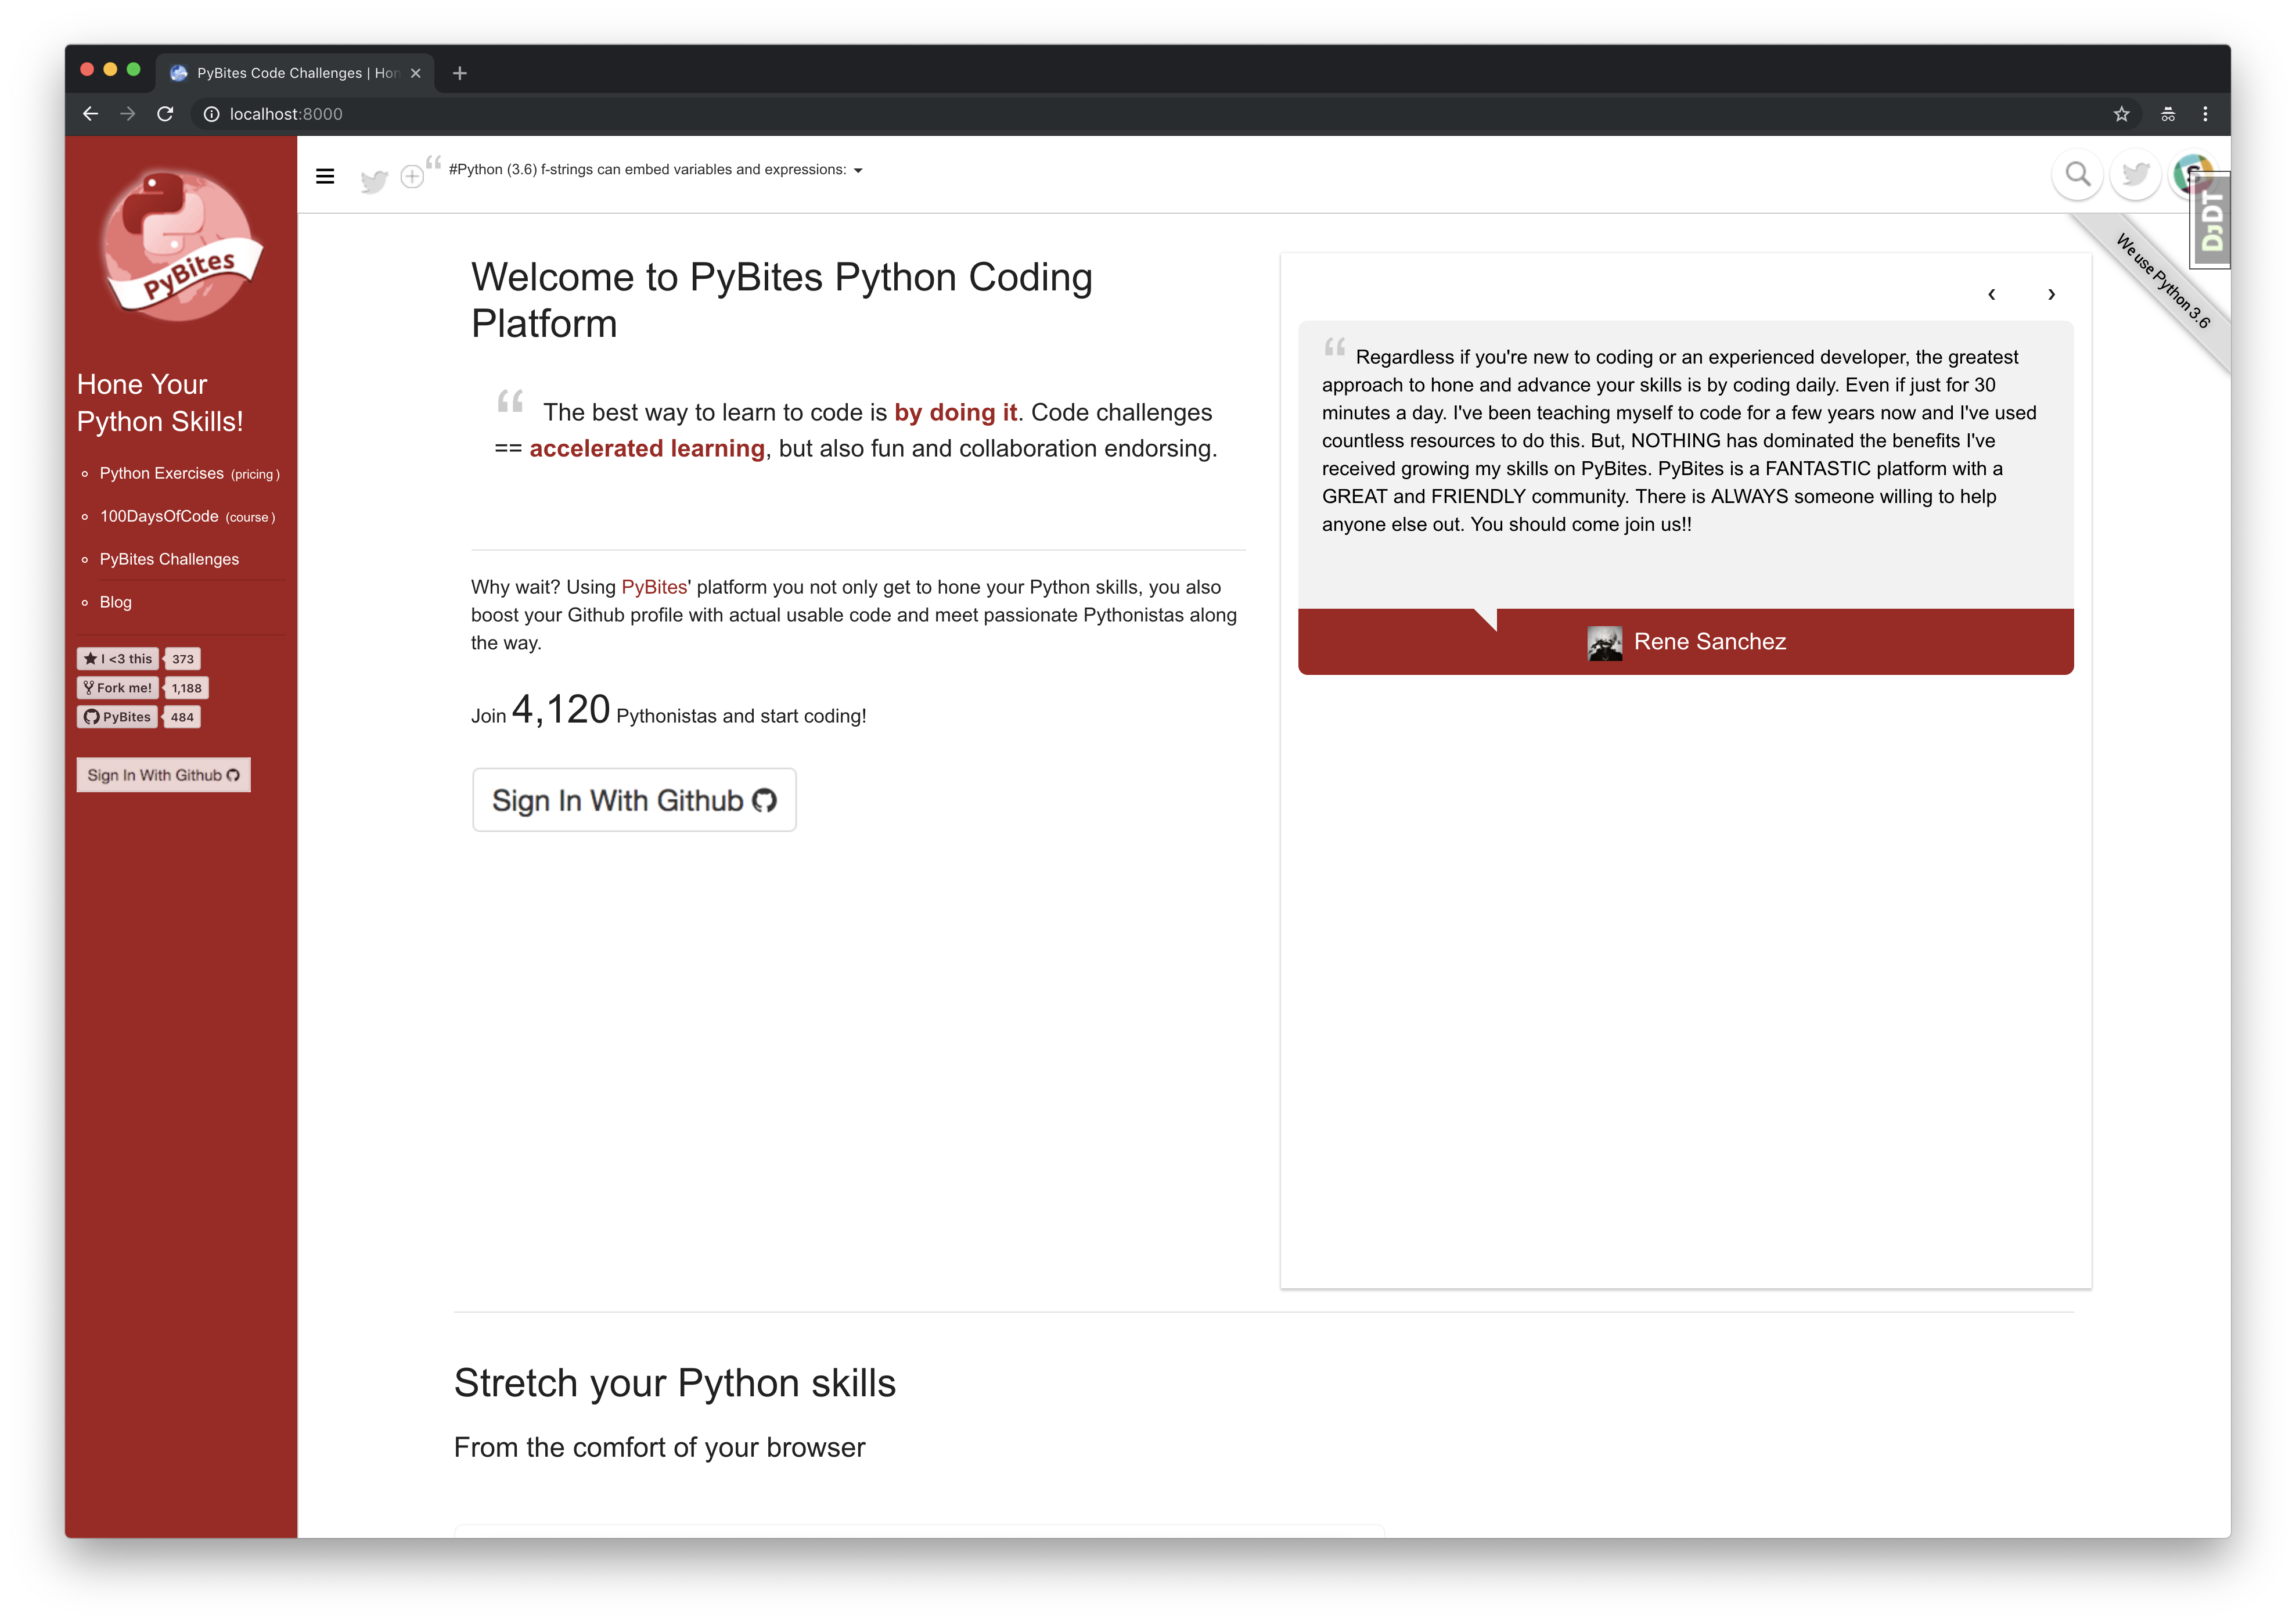 PyBites Code Challenges | Hon
localhost:8000
PyBites
Hone Your
Python Skills!
Python Exercises (pricing )
100DaysOfCode (course )
PyBites Challenges
Blog
I <3 this 373
Fork me! 1,188
PyBites 484
Sign In With Github
“ #Python (3.6) f-strings can embed variables and expressions:
S
DjDT
We use Python 3.6
Welcome to PyBites Python Coding
Platform
“ The best way to learn to code is by doing it. Code challenges
== accelerated learning, but also fun and collaboration endorsing.
Why wait? Using PyBites' platform you not only get to hone your Python skills, you also
boost your Github profile with actual usable code and meet passionate Pythonistas along
the way.
Join 4,120 Pythonistas and start coding!
Sign In With Github
‹ ›
“ Regardless if you're new to coding or an experienced developer, the greatest
approach to hone and advance your skills is by coding daily. Even if just for 30
minutes a day. I've been teaching myself to code for a few years now and I've used
countless resources to do this. But, NOTHING has dominated the benefits I've
received growing my skills on PyBites. PyBites is a FANTASTIC platform with a
GREAT and FRIENDLY community. There is ALWAYS someone willing to help
anyone else out. You should come join us!!
Rene Sanchez
Stretch your Python skills
From the comfort of your browser